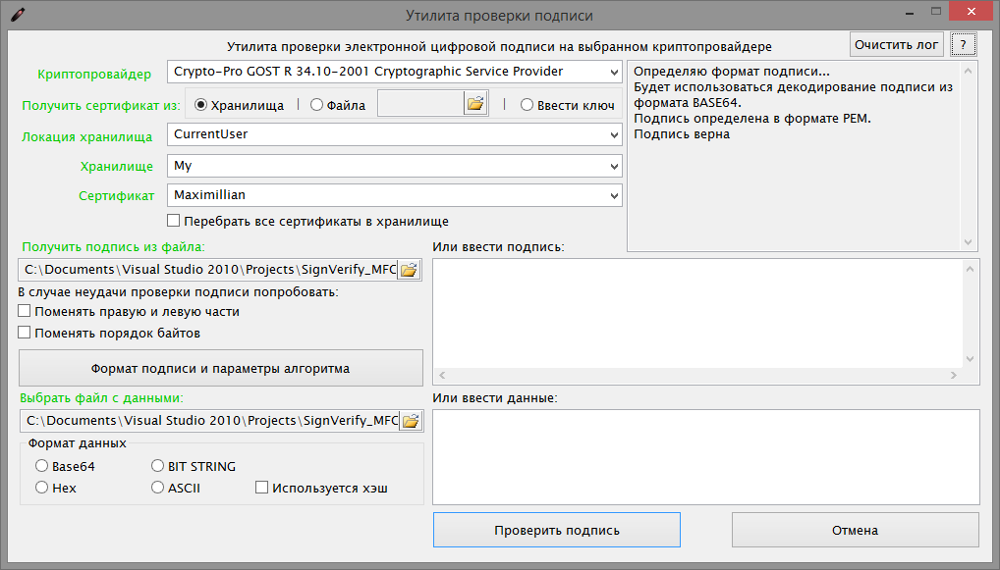 Утилита проверки подписи
Утилита проверки электронной цифровой подписи на выбранном криптопровайдере
Очистить лог
?
Криптопровайдер
Crypto-Pro GOST R 34.10-2001 Cryptographic Service Provider
Получить сертификат из:
Хранилища
Файла
Ввести ключ
Локация хранилища
CurrentUser
Хранилище
My
Сертификат
Maximillian
Перебрать все сертификаты в хранилище
Определяю формат подписи...
Будет использоваться декодирование подписи из
формата BASE64.
Подпись определена в формате PEM.
Подпись верна
Получить подпись из файла:
C:\Documents\Visual Studio 2010\Projects\SignVerify_MFC
В случае неудачи проверки подписи попробовать:
Поменять правую и левую части
Поменять порядок байтов
Формат подписи и параметры алгоритма
Или ввести подпись:
Выбрать файл с данными:
C:\Documents\Visual Studio 2010\Projects\SignVerify_MFC
Формат данных
Base64
BIT STRING
Hex
ASCII
Используется хэш
Или ввести данные:
Проверить подпись
Отмена